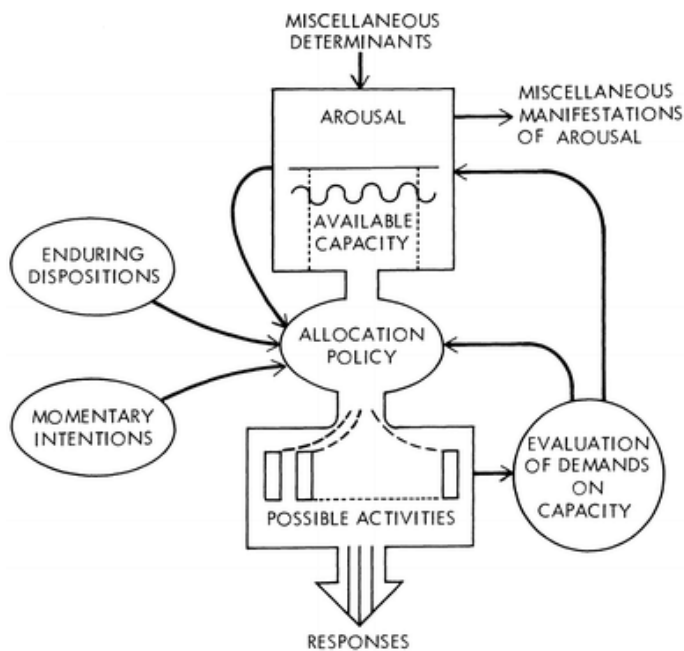 MISCELLANEOUS
DETERMINANTS
MISCELLANEOUS
MANIFESTATIONS
OF AROUSAL
AROUSAL
AVAILABLE
CAPACITY
ENDURING
DISPOSITIONS
ALLOCATION
POLICY
MOMENTARY
INTENTIONS
EVALUATION
OF DEMANDS
ON
CAPACITY
POSSIBLE ACTIVITIES
RESPONSES